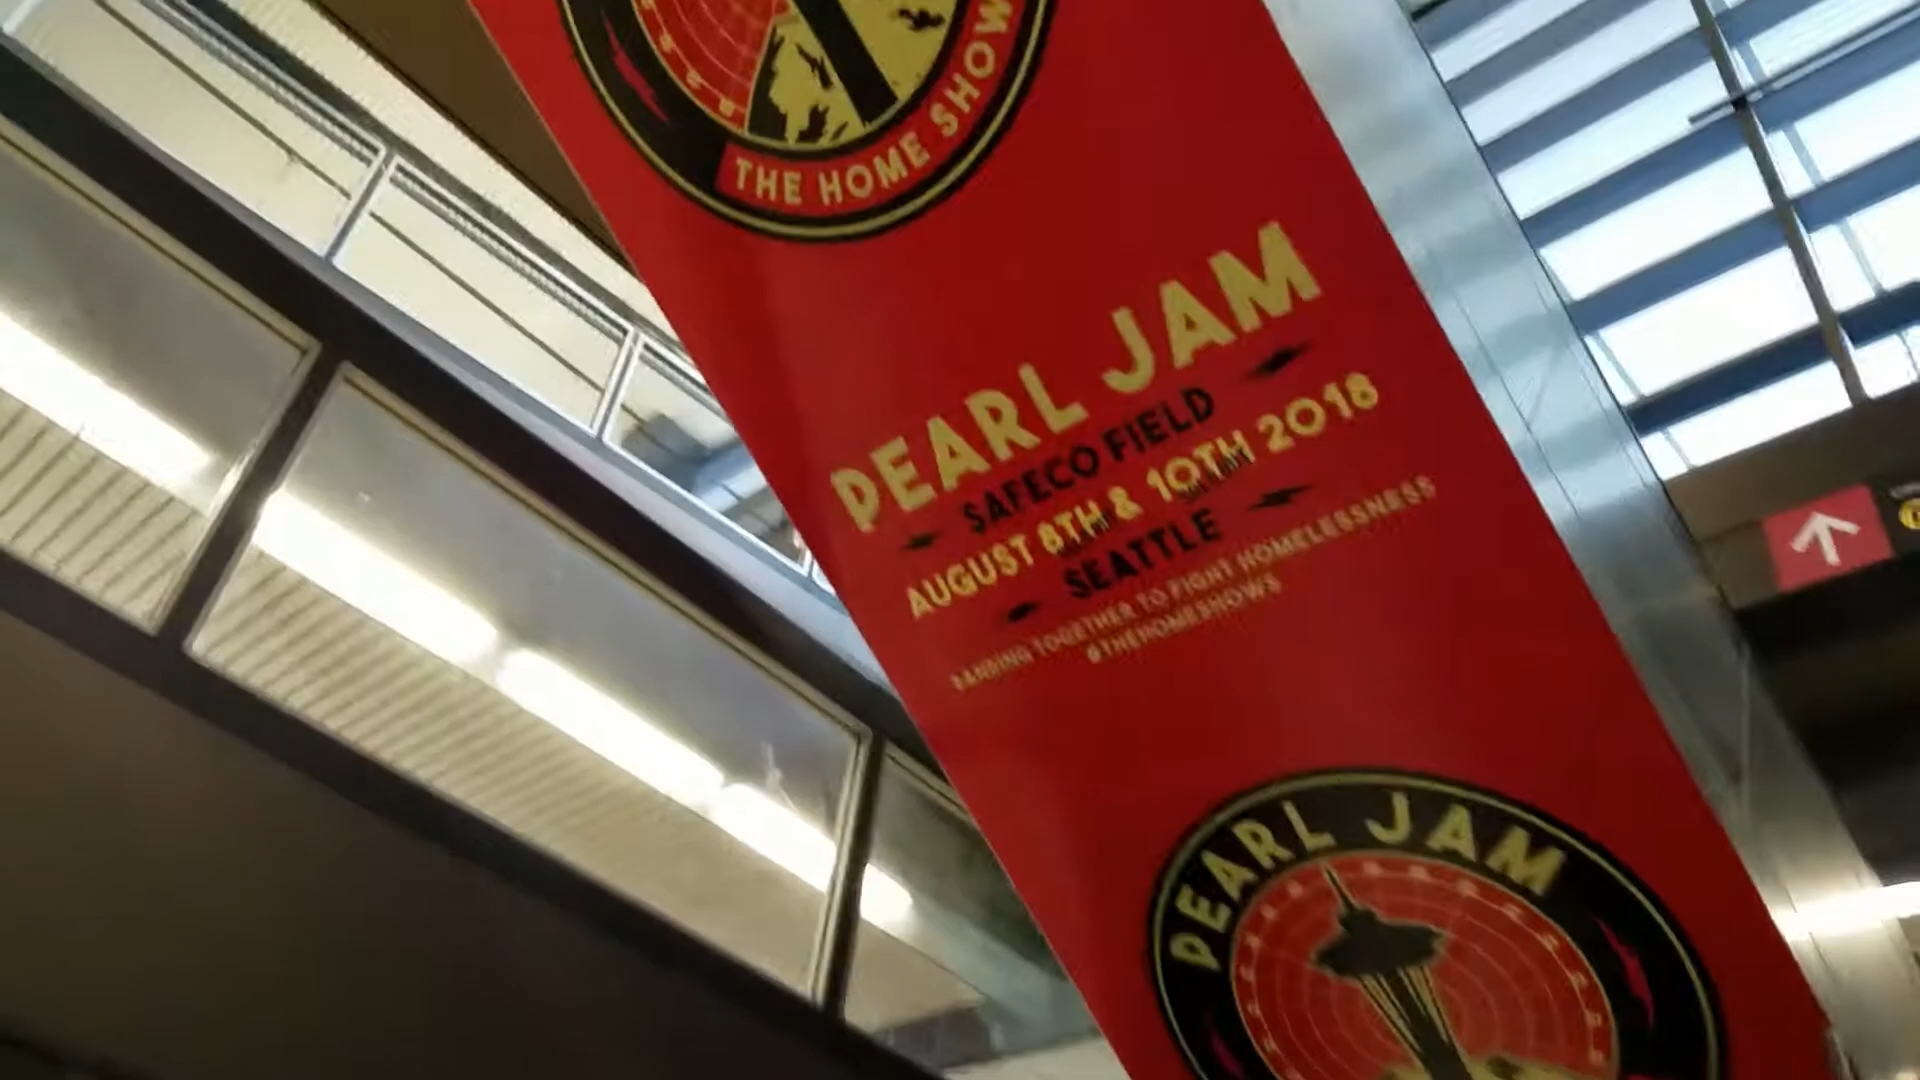 THE HOME SHOW
PEARL JAM
SAFECO FIELD
AUGUST 8TH & 10TH 2018
SEATTLE
BANDING TOGETHER TO FIGHT HOMELESSNESS
#THEHOMESHOWS
PEARL JAM